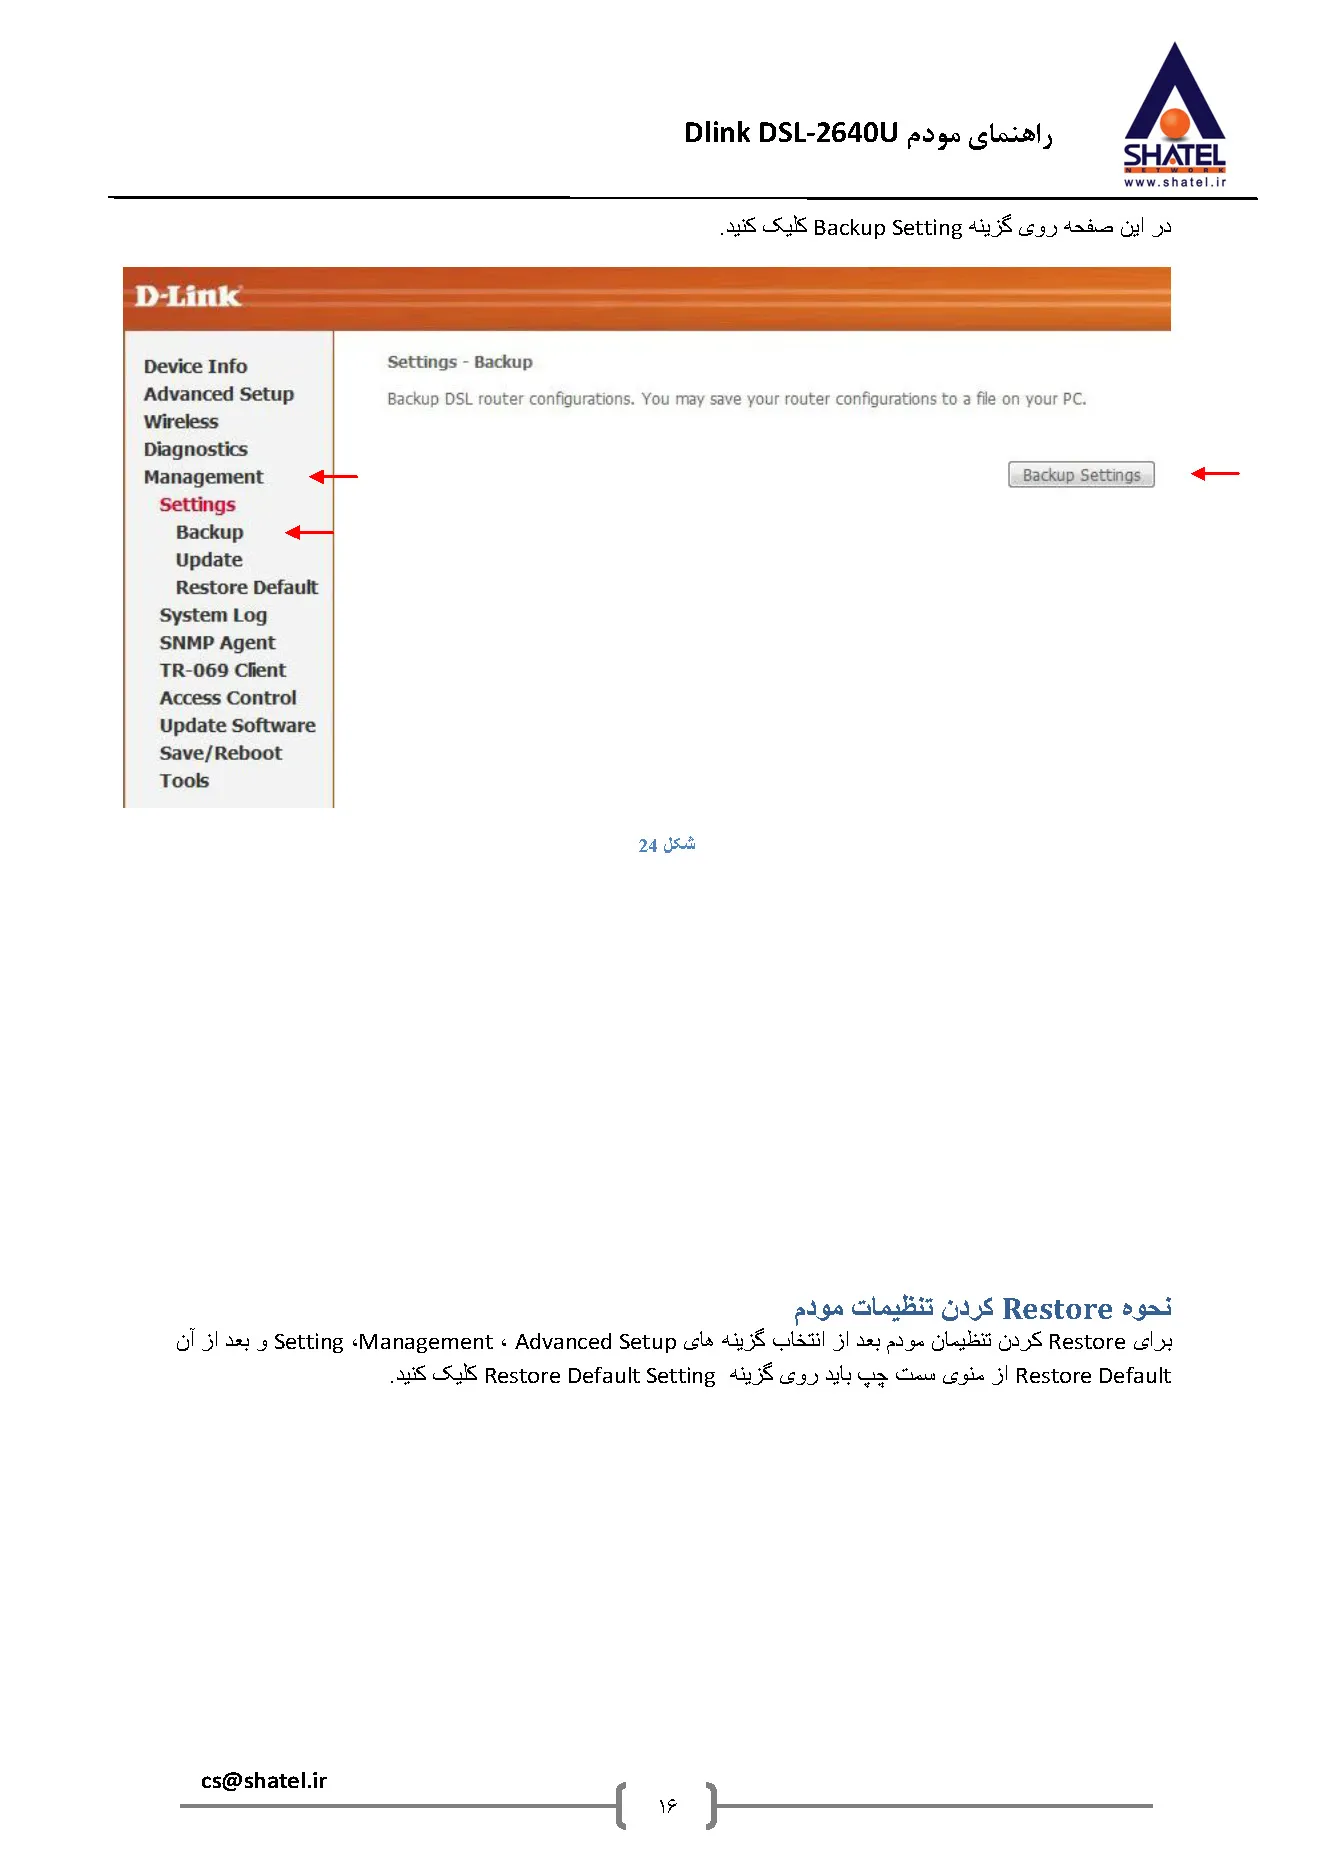 راهنمای مودم Dlink DSL-2640U
SHATEL
NETWORK
www.shatel.ir
در این صفحه روی گزینه Backup Setting کلیک کنید.
D-Link
Device Info
Advanced Setup
Wireless
Diagnostics
Management
Settings
Backup
Update
Restore Default
System Log
SNMP Agent
TR-069 Client
Access Control
Update Software
Save/Reboot
Tools
Settings - Backup
Backup DSL router configurations. You may save your router configurations to a file on your PC.
Backup Settings
شکل 24
نحوه Restore کردن تنظیمات مودم
برای Restore کردن تنظیمان مودم بعد از انتخاب گزینه های Setting ،Management ، Advanced Setup و بعد از آن
Restore Default از منوی سمت چپ باید روی گزینه Restore Default Setting کلیک کنید.
cs@shatel.ir
۱۶